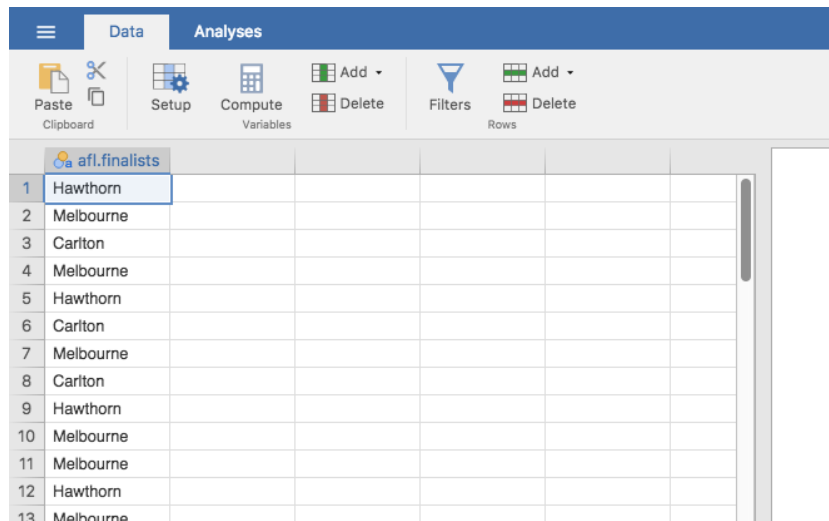 Data Analyses
Paste Setup Compute Add Delete Filters Add Delete
Clipboard Variables Rows
a afl.finalists
1 Hawthorn
2 Melbourne
3 Carlton
4 Melbourne
5 Hawthorn
6 Carlton
7 Melbourne
8 Carlton
9 Hawthorn
10 Melbourne
11 Melbourne
12 Hawthorn
13 Melbourne